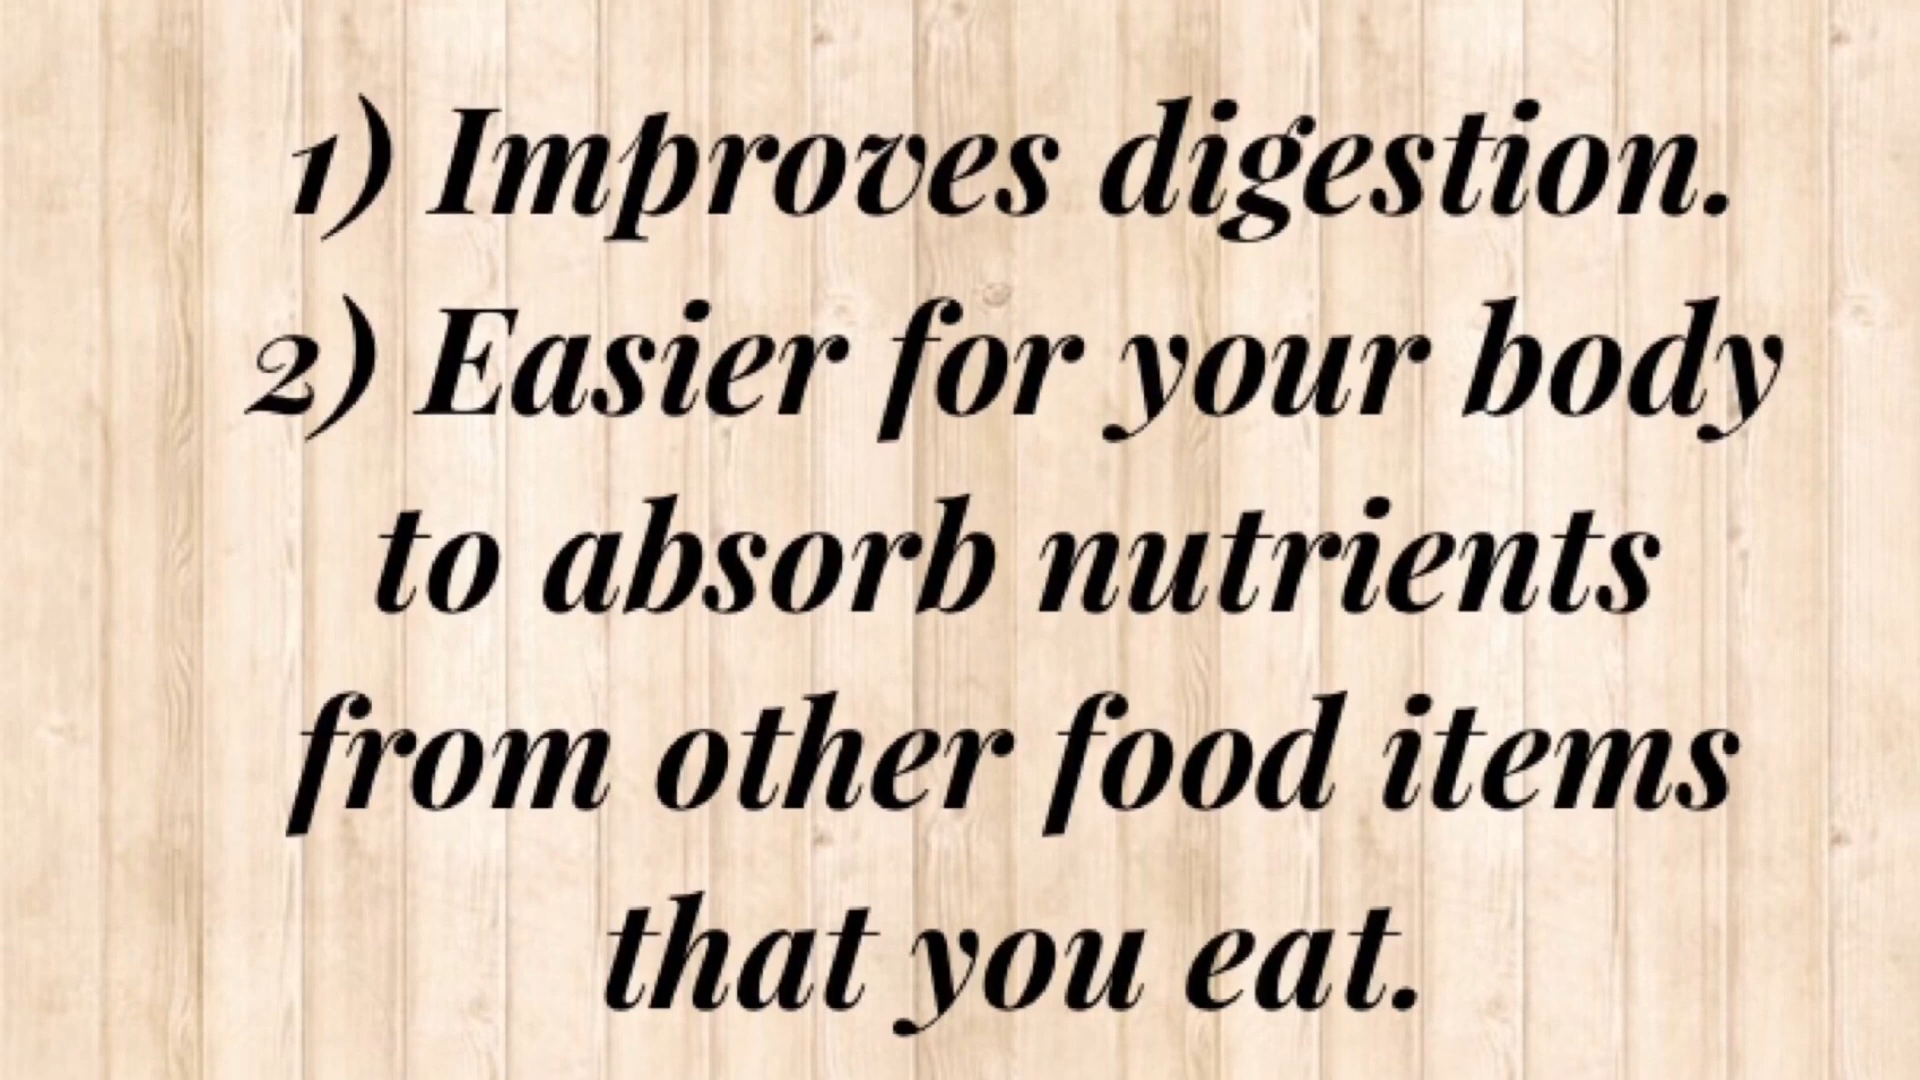 1) Improves digestion.
2) Easier for your body
to absorb nutrients
from other food items
that you eat.